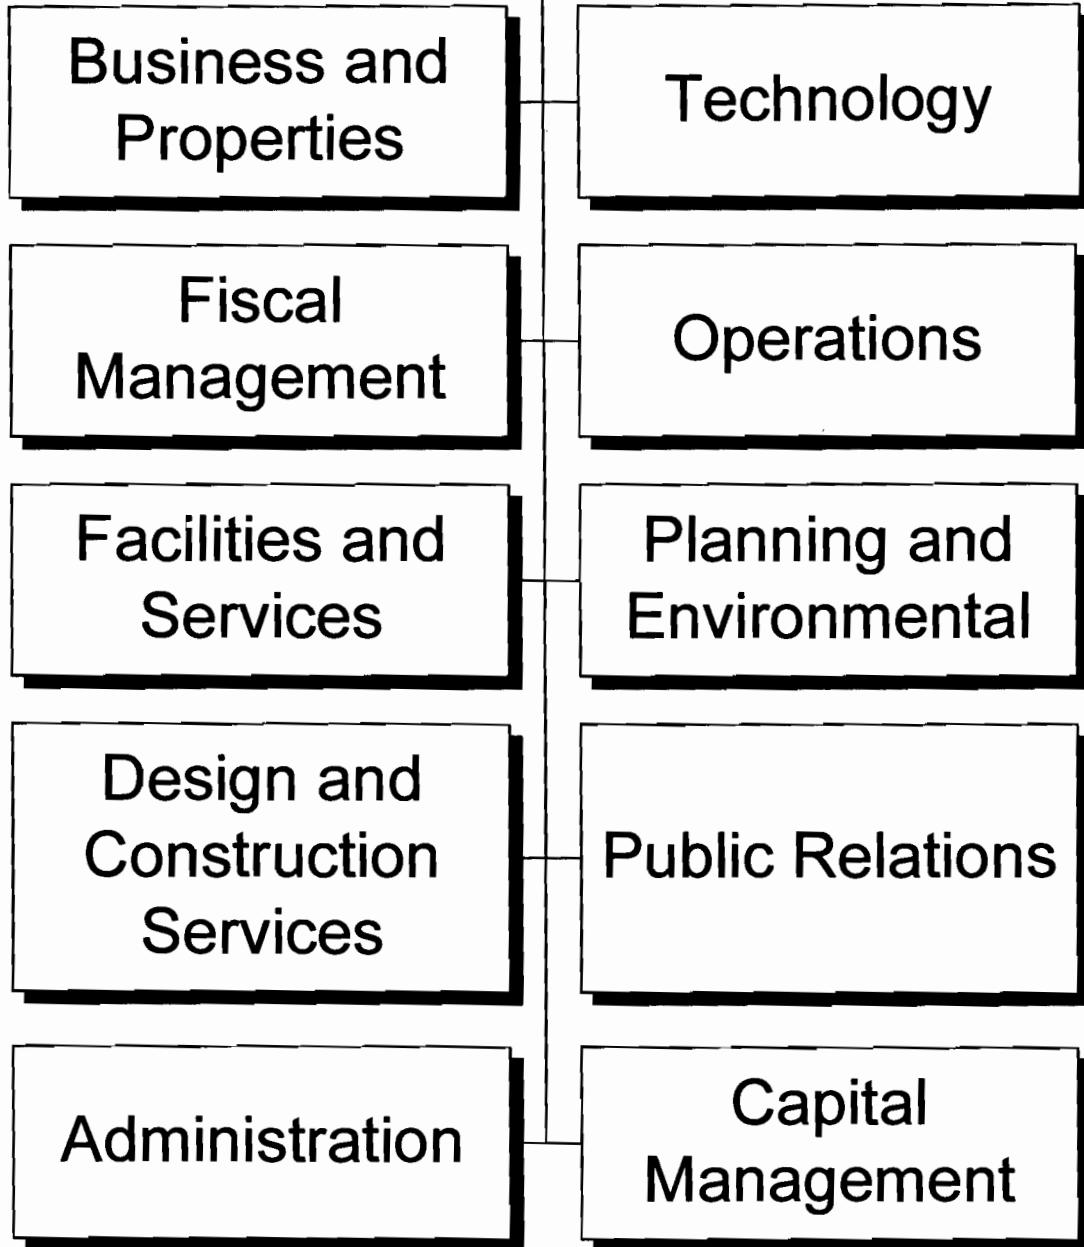 Business and
Properties
Technology
Fiscal
Management
Operations
Facilities and
Services
Planning and
Environmental
Design and
Construction
Services
Public Relations
Administration
Capital
Management